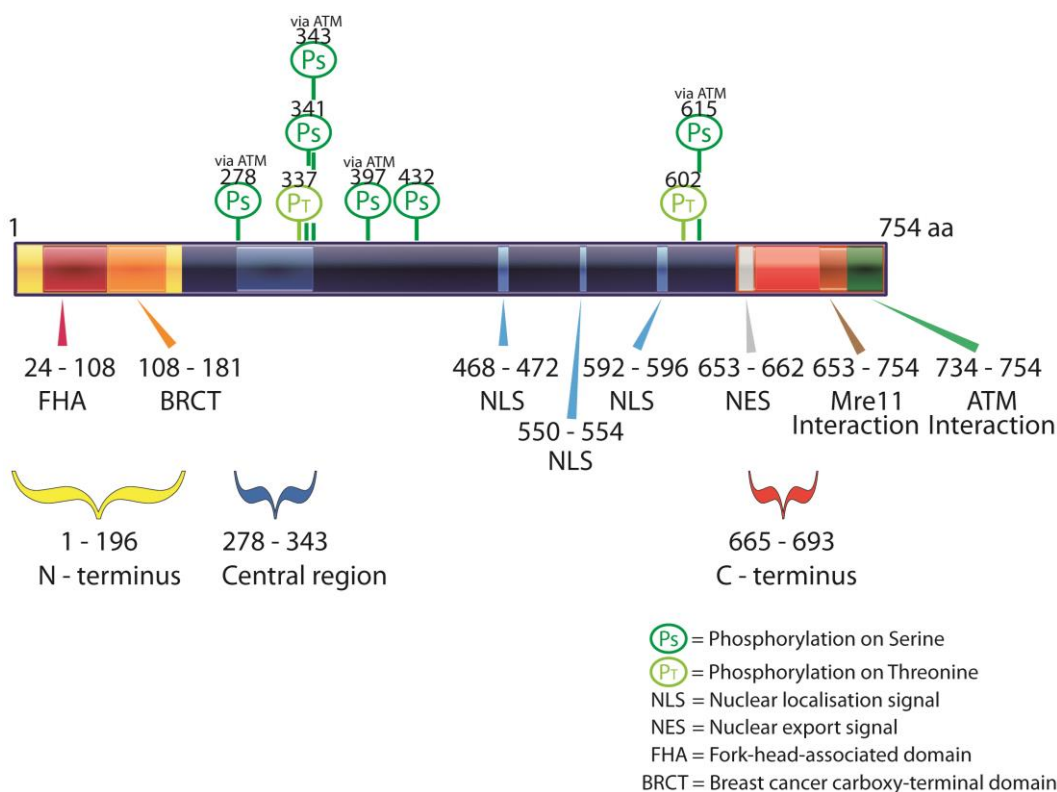 via ATM
343
Ps
341
Ps
via ATM
615
Ps
via ATM
278
Ps
337
PT
via ATM
397
Ps
432
Ps
602
PT
1
754 aa
24 - 108
FHA
108 - 181
BRCT
468 - 472
NLS
550 - 554
NLS
592 - 596
NLS
653 - 662
NES
653 - 754
Mre11
Interaction
734 - 754
ATM
Interaction
1 - 196
N - terminus
278 - 343
Central region
665 - 693
C - terminus
Ps = Phosphorylation on Serine
PT = Phosphorylation on Threonine
NLS = Nuclear localisation signal
NES = Nuclear export signal
FHA = Fork-head-associated domain
BRCT = Breast cancer carboxy-terminal domain